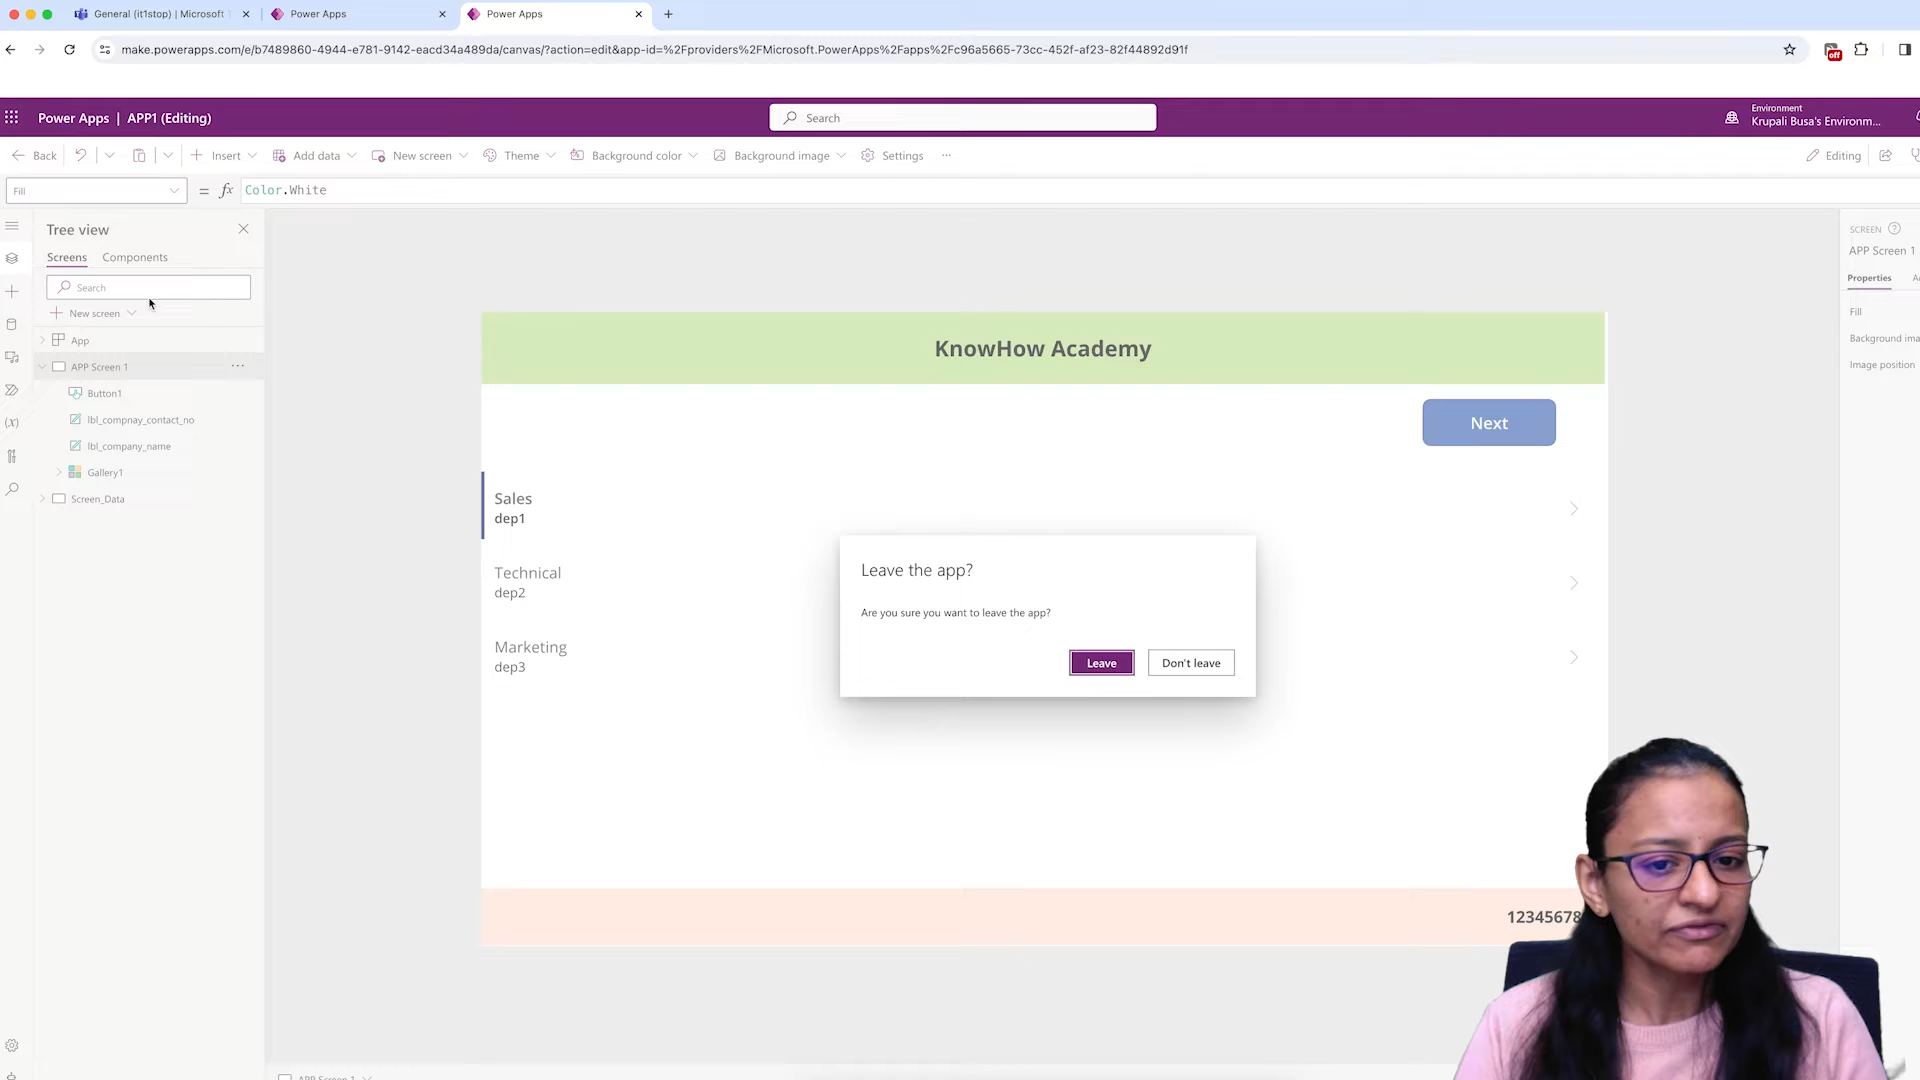 General (it1stop) | Microsoft T
Power Apps
Power Apps
make.powerapps.com/e/b7489860-4944-e781-9142-eacd34a489da/canvas/?action=edit&app-id=%2Fproviders%2FMicrosoft.PowerApps%2Fapps%2Fc96a5665-73cc-452f-af23-82f44892d91f
off
Power Apps | APP1 (Editing)
Search
Environment
Krupali Busa's Environm...
Back
Insert
Add data
New screen
Theme
Background color
Background image
Settings
...
Editing
Fill
= fx Color.White
Tree view
Screens
Components
Search
New screen
App
APP Screen 1
...
Button1
lbl_compnay_contact_no
lbl_company_name
Gallery1
Screen_Data
(x)
KnowHow Academy
Next
Sales
dep1
Technical
dep2
Marketing
dep3
Leave the app?
Are you sure you want to leave the app?
Leave
Don't leave
12345678
SCREEN
APP Screen 1
Properties
Fill
Background ima
Image position
APP Screen 1